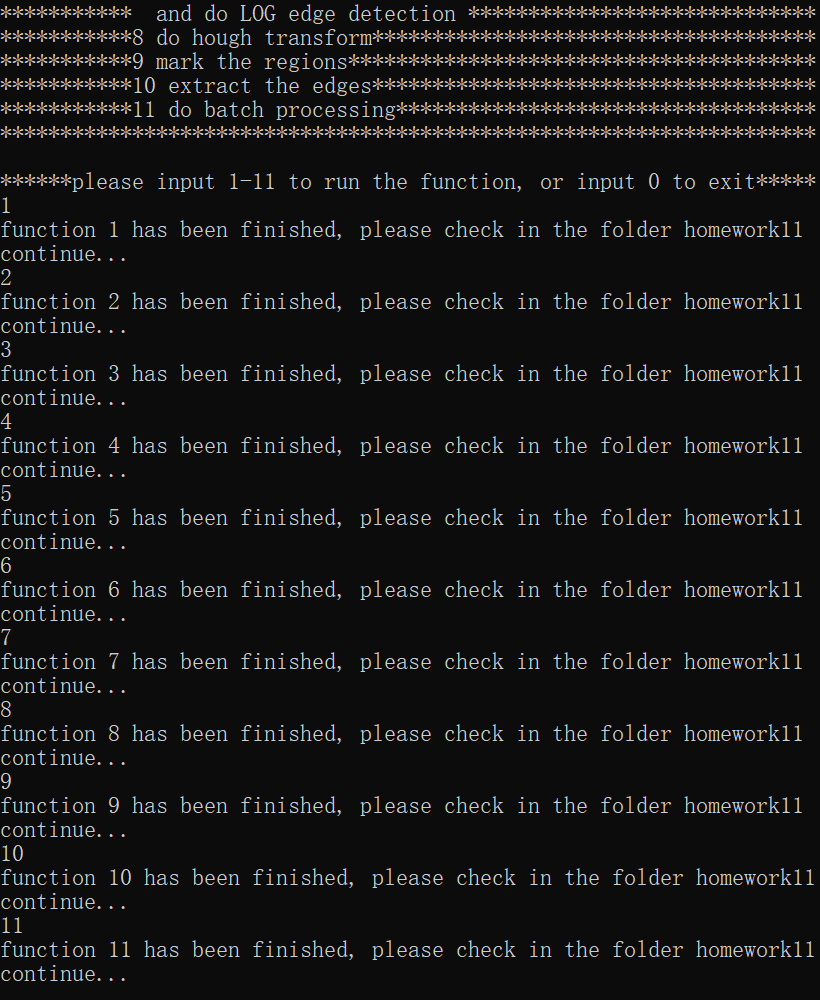 ***********  and do LOG edge detection *****************************
***********8 do hough transform*************************************
***********9 mark the regions***************************************
***********10 extract the edges*************************************
***********11 do batch processing***********************************
********************************************************************
******please input 1-11 to run the function, or input 0 to exit*****
1
function 1 has been finished, please check in the folder homework11
continue...
2
function 2 has been finished, please check in the folder homework11
continue...
3
function 3 has been finished, please check in the folder homework11
continue...
4
function 4 has been finished, please check in the folder homework11
continue...
5
function 5 has been finished, please check in the folder homework11
continue...
6
function 6 has been finished, please check in the folder homework11
continue...
7
function 7 has been finished, please check in the folder homework11
continue...
8
function 8 has been finished, please check in the folder homework11
continue...
9
function 9 has been finished, please check in the folder homework11
continue...
10
function 10 has been finished, please check in the folder homework11
continue...
11
function 11 has been finished, please check in the folder homework11
continue...